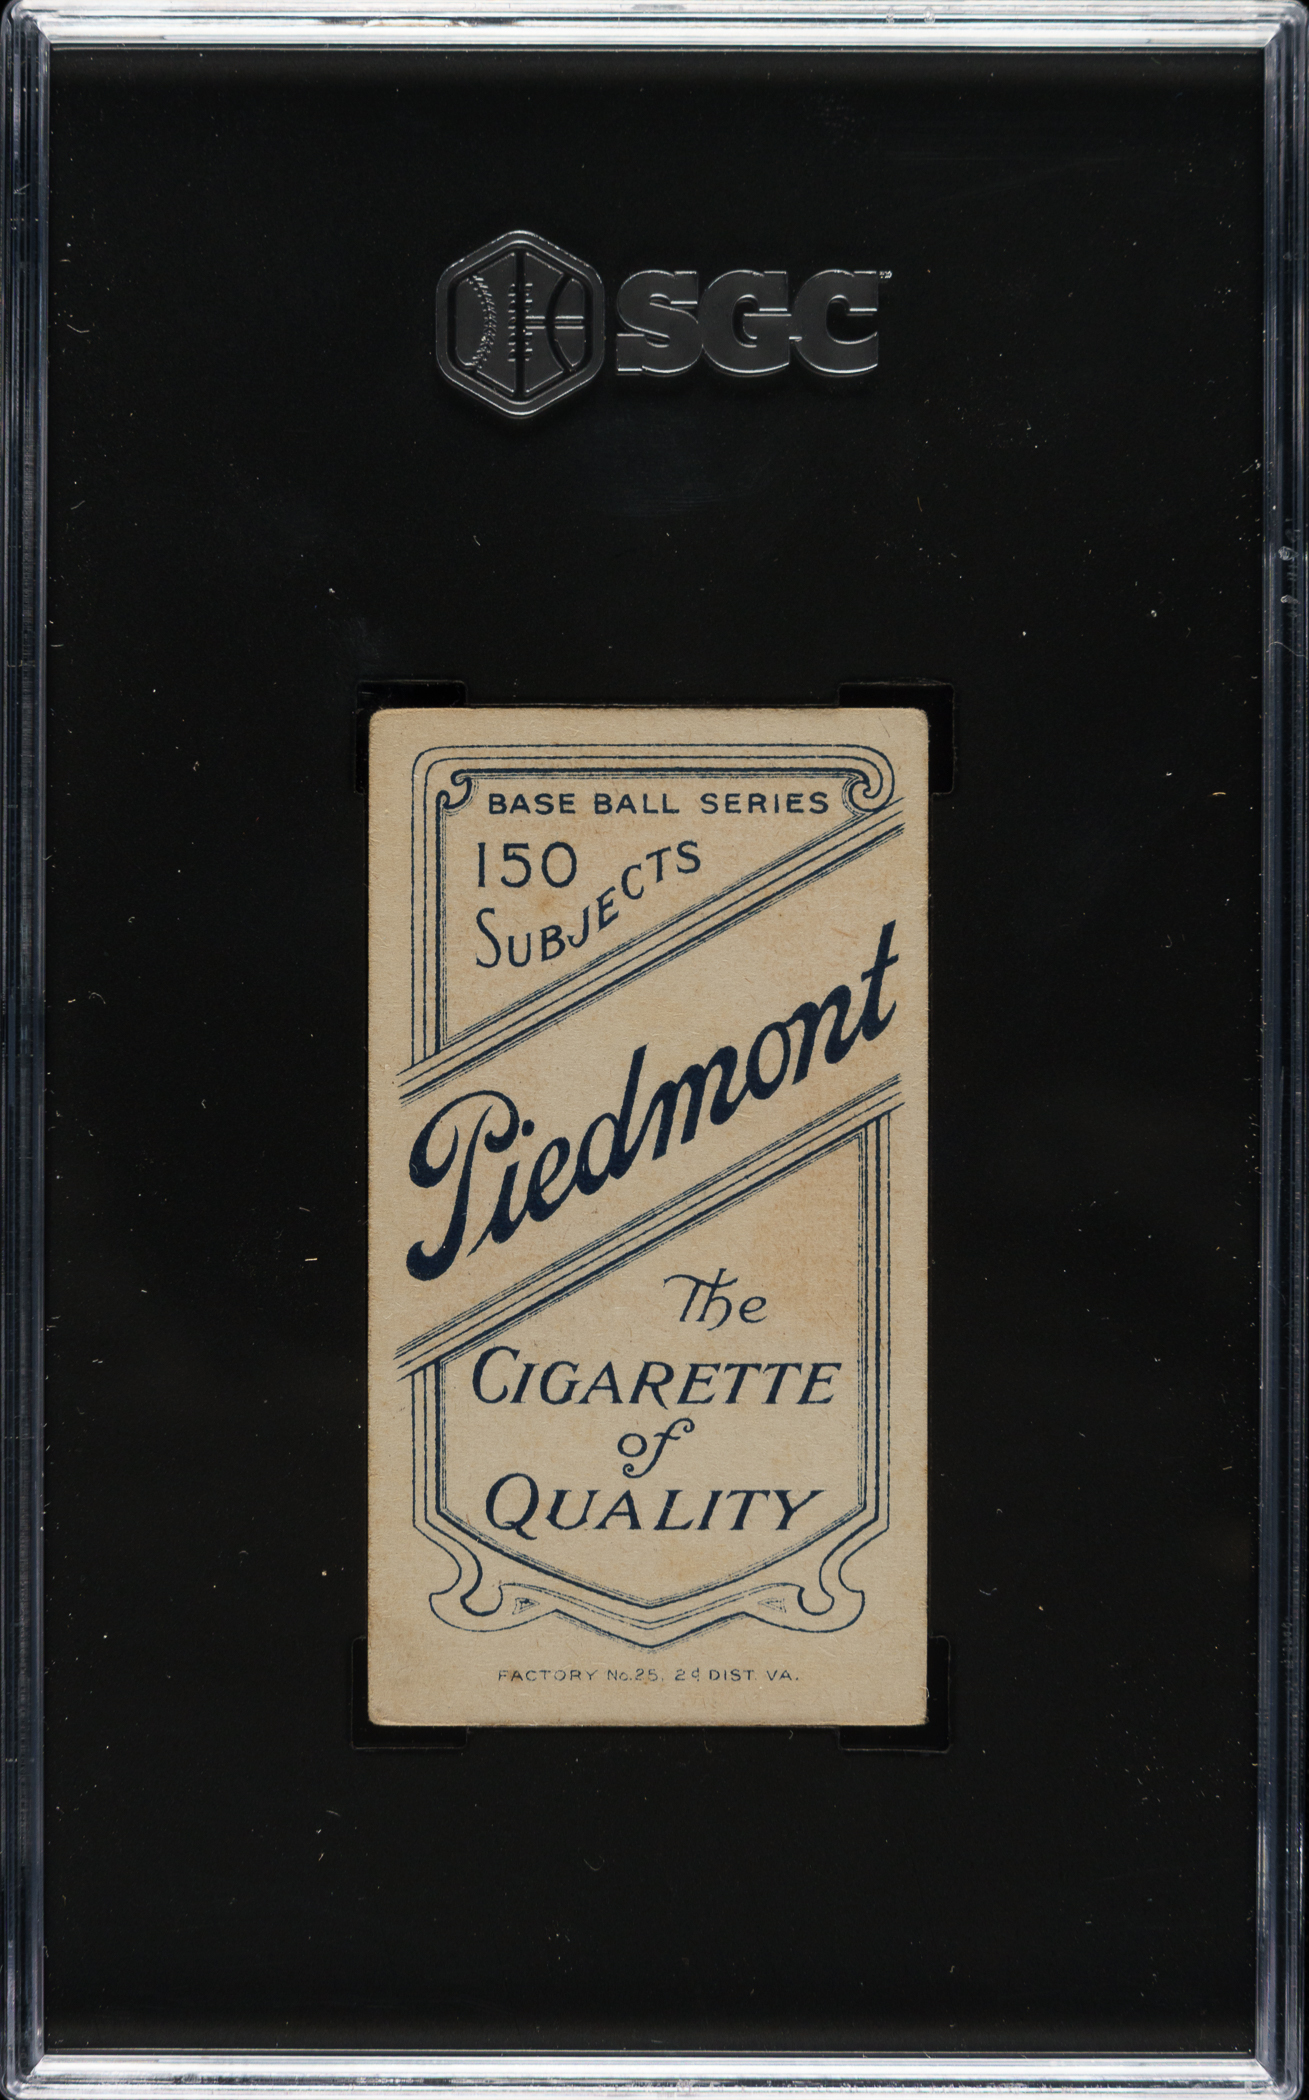 SGC
BASE BALL SERIES
150
SUBJECTS
Piedmont
The
CIGARETTE
of
QUALITY
FACTORY No. 25, 2d DIST. VA.